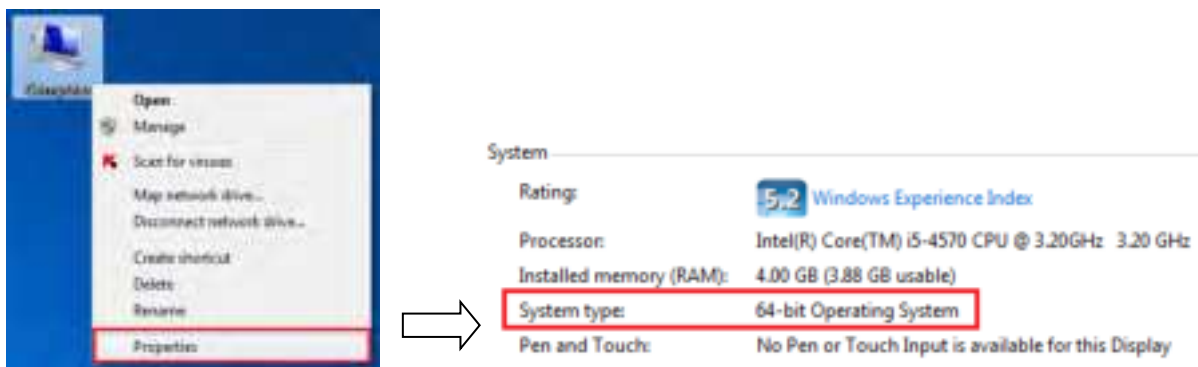 Open
Manage
Scan for viruses
Map network drive...
Disconnect network drive...
Create shortcut
Delete
Rename
Properties
System
Rating: 5.2 Windows Experience Index
Processor: Intel(R) Core(TM) i5-4570 CPU @ 3.20GHz 3.20 GHz
Installed memory (RAM): 4.00 GB (3.88 GB usable)
System type: 64-bit Operating System
Pen and Touch: No Pen or Touch Input is available for this Display